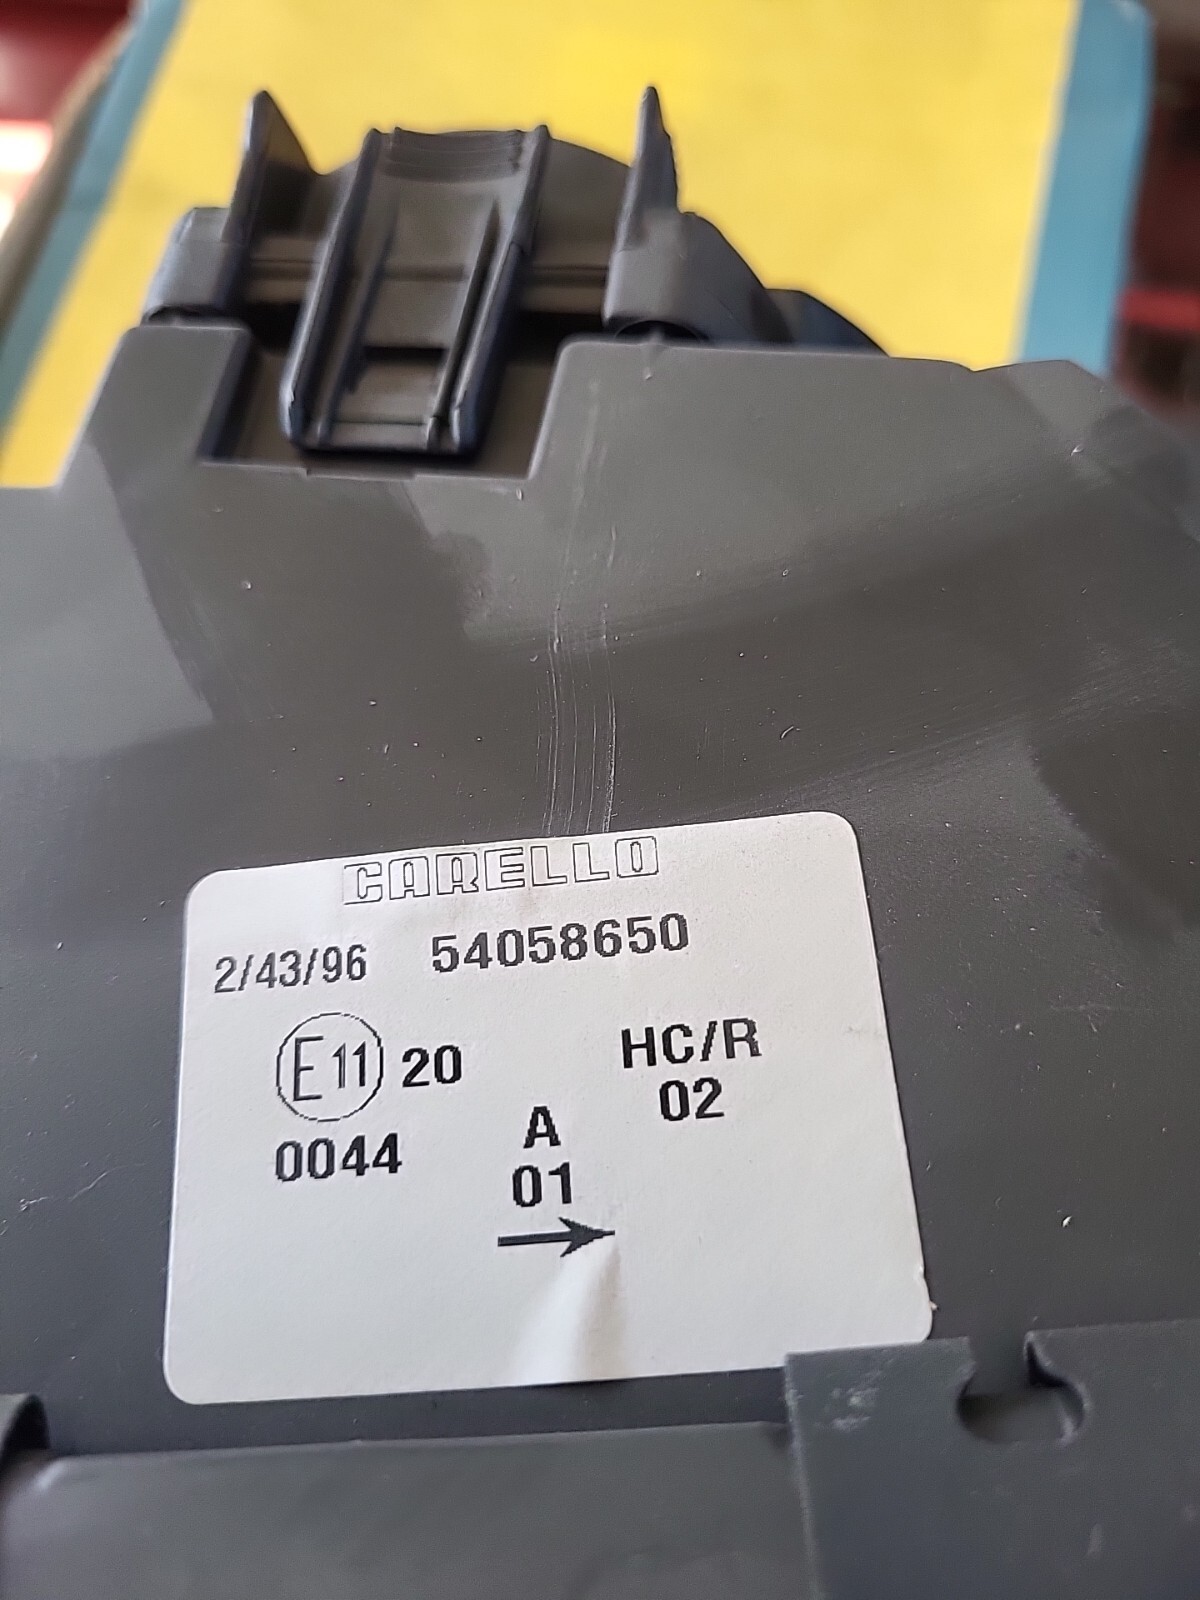 CARELLO
2/43/96 54058650
E11 20 HC/R
02
0044 A
01
→